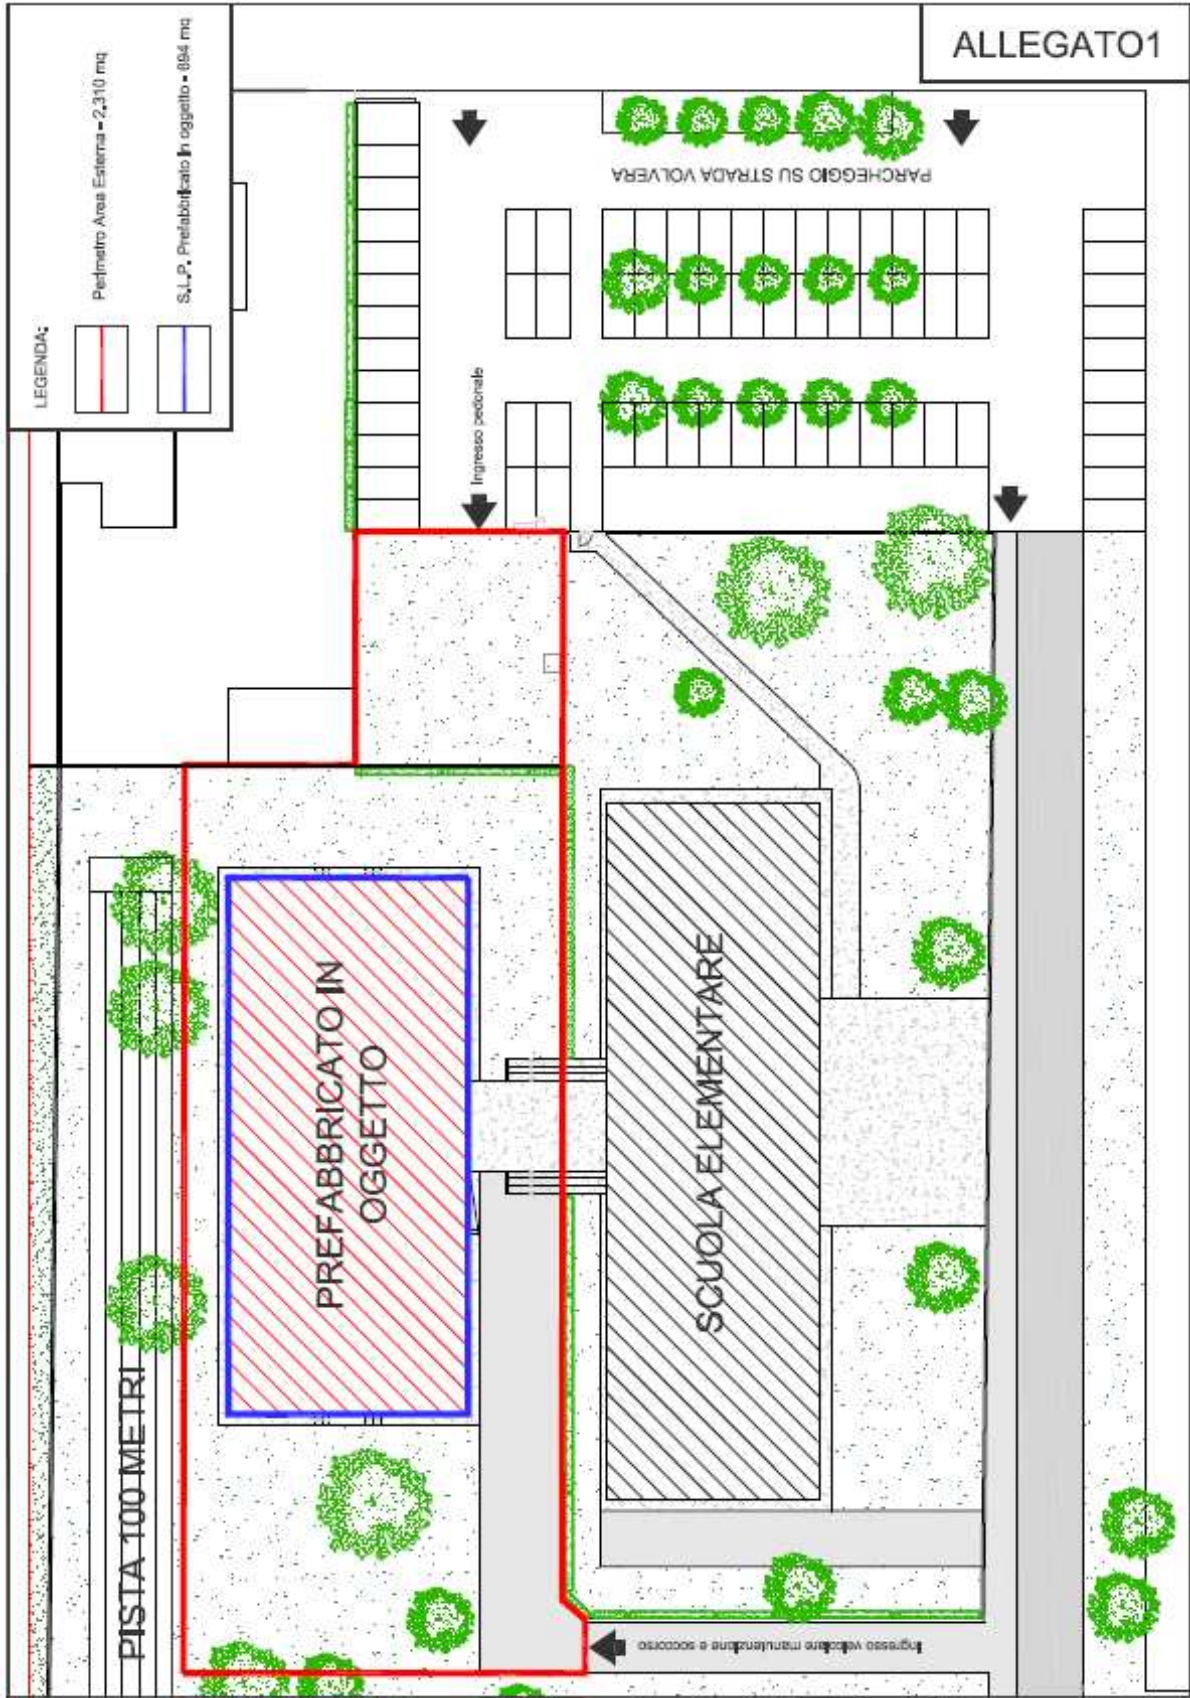 ALLEGATO1
LEGENDA:
Perimetro Area Esterna = 2.310 mq
S.L.P. Prefabbricato in oggetto = 694 mq
PARCHEGGIO SU STRADA VOLVERA
Ingresso pedonale
PREFABBRICATO IN
OGGETTO
SCUOLA ELEMENTARE
PISTA 100 METRI
Ingresso veicolare manutenzione e soccorso